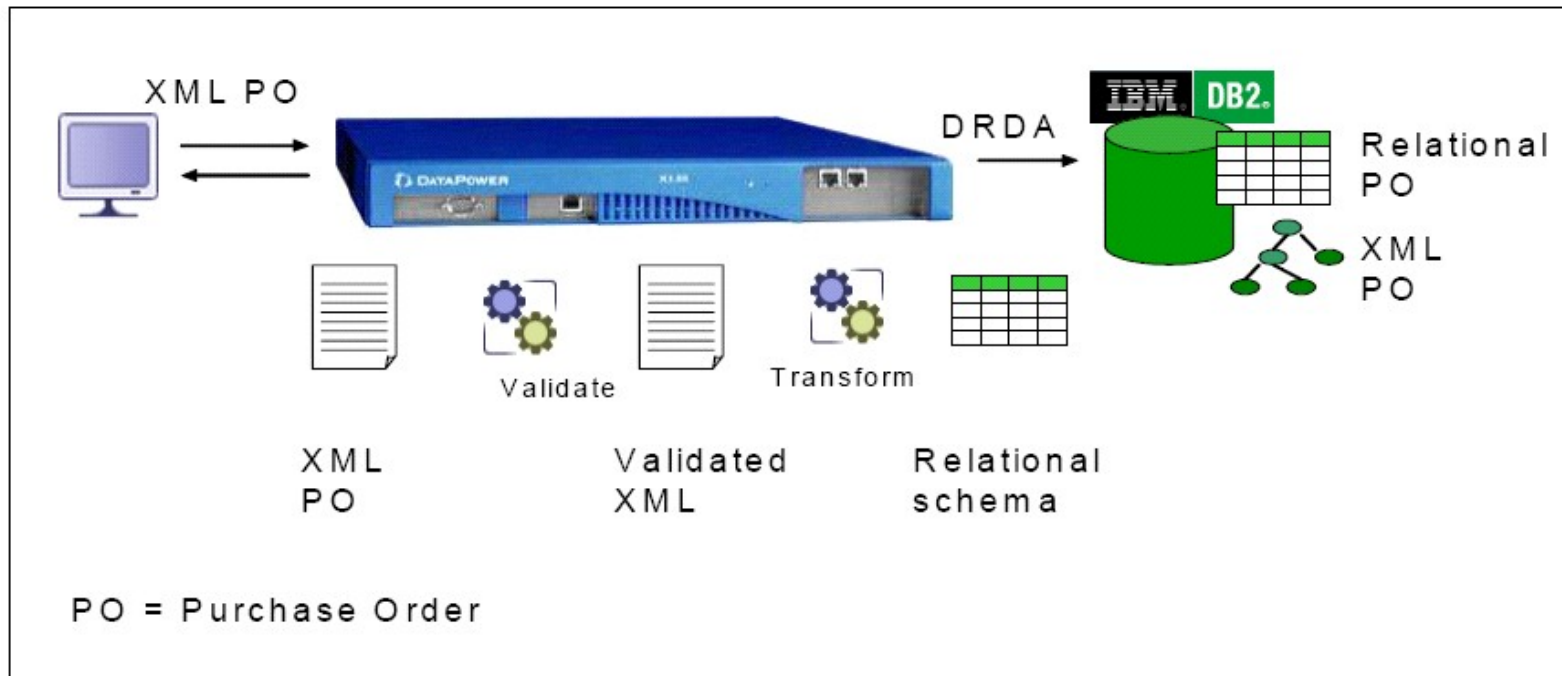 XML PO
IBM®
DB2®
DRDA
Relational
PO
DATAPOWER
XML
PO
Validate
Transform
XML
PO
Validated
XML
Relational
schema
PO = Purchase Order